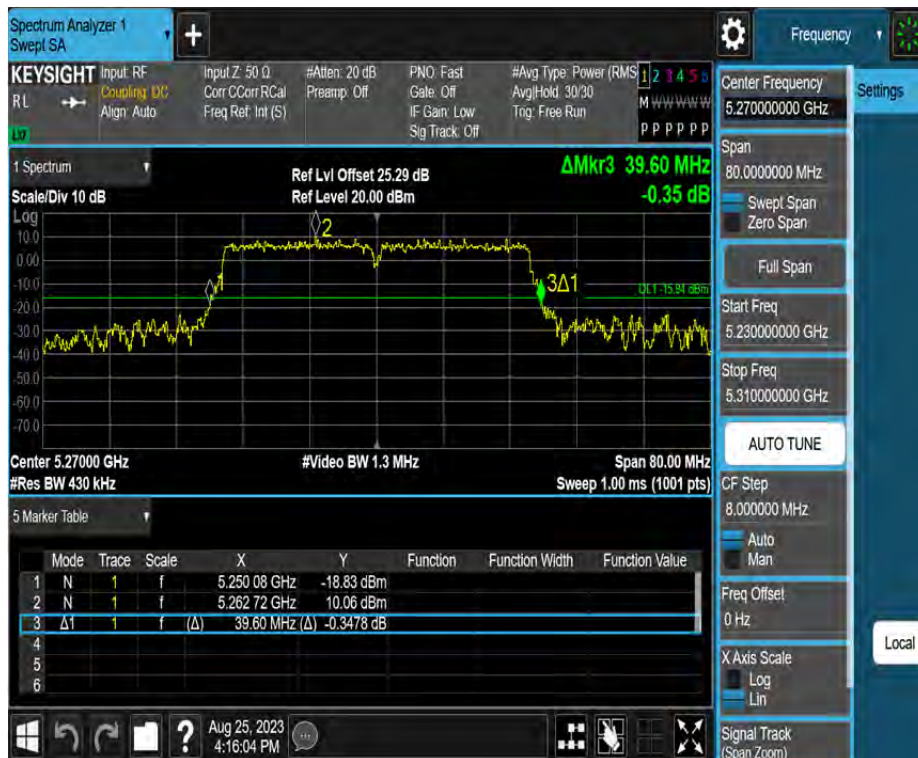 Spectrum Analyzer 1
Swept SA
+
Frequency
KEYSIGHT
RL
LXI
Input: RF
Coupling: DC
Align: Auto
Input Z: 50 Ω
Corr CCorr RCal
Freq Ref: Int (S)
#Atten: 20 dB
Preamp: Off
PNO: Fast
Gate: Off
IF Gain: Low
Sig Track: Off
#Avg Type: Power (RMS
Avg|Hold: 30/30
Trig: Free Run
1 2 3 4 5 6
M W W W W W
P P P P P P
1 Spectrum
Scale/Div 10 dB
Ref Lvl Offset 25.29 dB
Ref Level 20.00 dBm
ΔMkr3 39.60 MHz
-0.35 dB
Log
10.0
0.00
-10.0
-20.0
-30.0
-40.0
-50.0
-60.0
-70.0
2
3Δ1
DL1 -15.94 dBm
Center 5.27000 GHz
#Res BW 430 kHz
#Video BW 1.3 MHz
Span 80.00 MHz
Sweep 1.00 ms (1001 pts)
5 Marker Table
Mode Trace Scale X Y Function Function Width Function Value
1 N 1 f 5.250 08 GHz -18.83 dBm
2 N 1 f 5.262 72 GHz 10.06 dBm
3 Δ1 1 f (Δ) 39.60 MHz (Δ) -0.3478 dB
4
5
6
?
Aug 25, 2023
4:16:04 PM
Center Frequency
5.270000000 GHz
Span
80.0000000 MHz
Swept Span
Zero Span
Full Span
Start Freq
5.230000000 GHz
Stop Freq
5.310000000 GHz
AUTO TUNE
CF Step
8.000000 MHz
Auto
Man
Freq Offset
0 Hz
X Axis Scale
Log
Lin
Signal Track
(Span Zoom)
Settings
Local